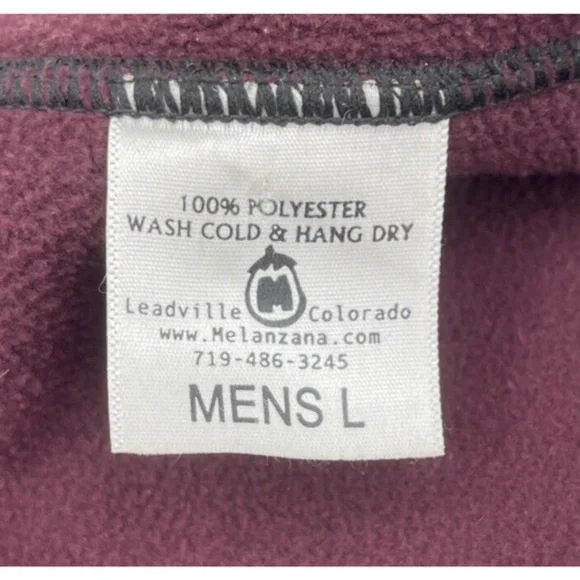 100% POLYESTER
WASH COLD & HANG DRY
M
Leadville Colorado
www.Melanzana.com
719-486-3245
MENS L